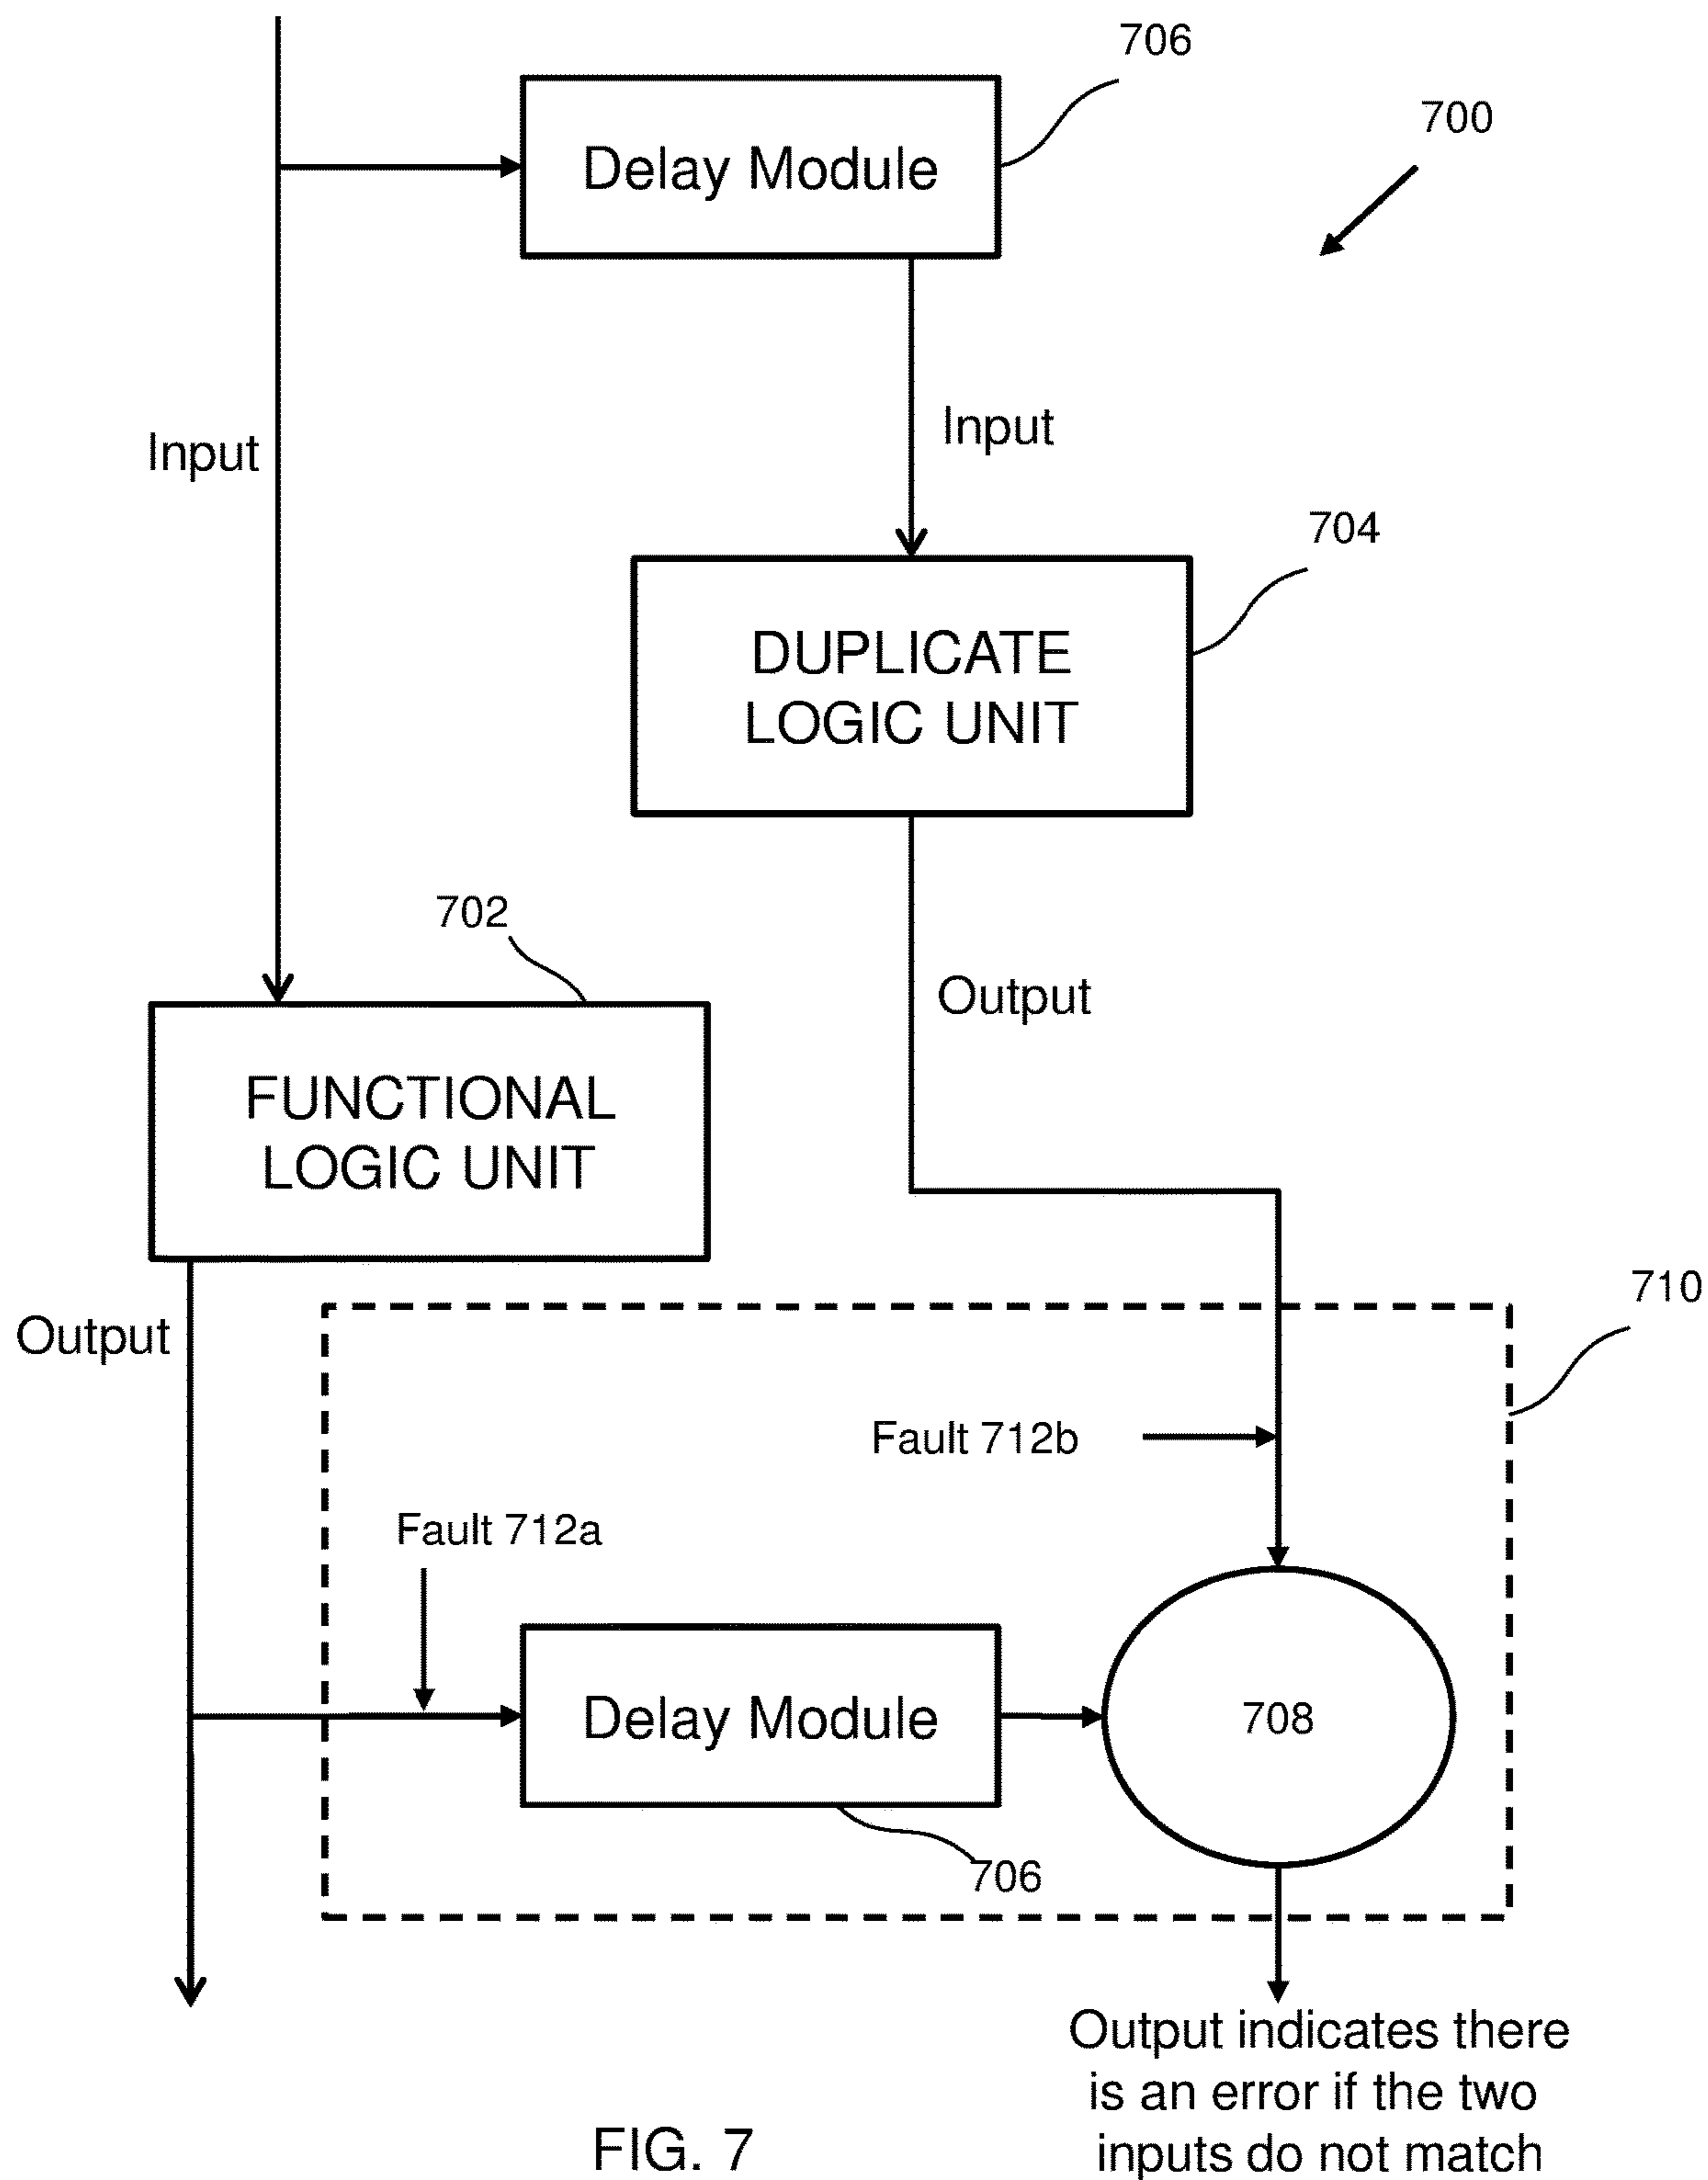 706
700
Delay Module
Input
Input
704
DUPLICATE
LOGIC UNIT
702
Output
FUNCTIONAL
LOGIC UNIT
710
Output
Fault 712b
Fault 712a
Delay Module
708
706
Output indicates there
is an error if the two
inputs do not match
FIG. 7